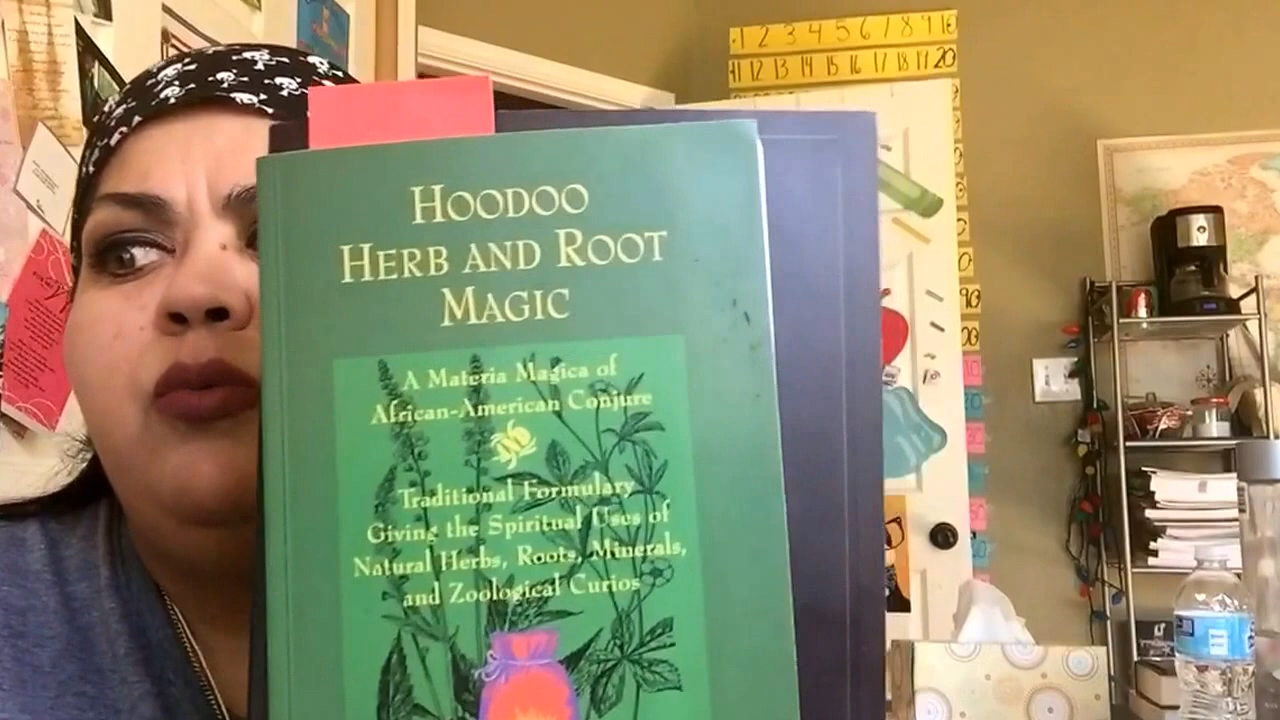 1 2 3 4 5 6 7 8 9 10
11 12 13 14 15 16 17 18 19 20
HOODOO
HERB AND ROOT
MAGIC
A Materia Magica of
African-American Conjure
Traditional Formulary
Giving the Spiritual Uses of
Natural Herbs, Roots, Minerals,
and Zoological Curios
90